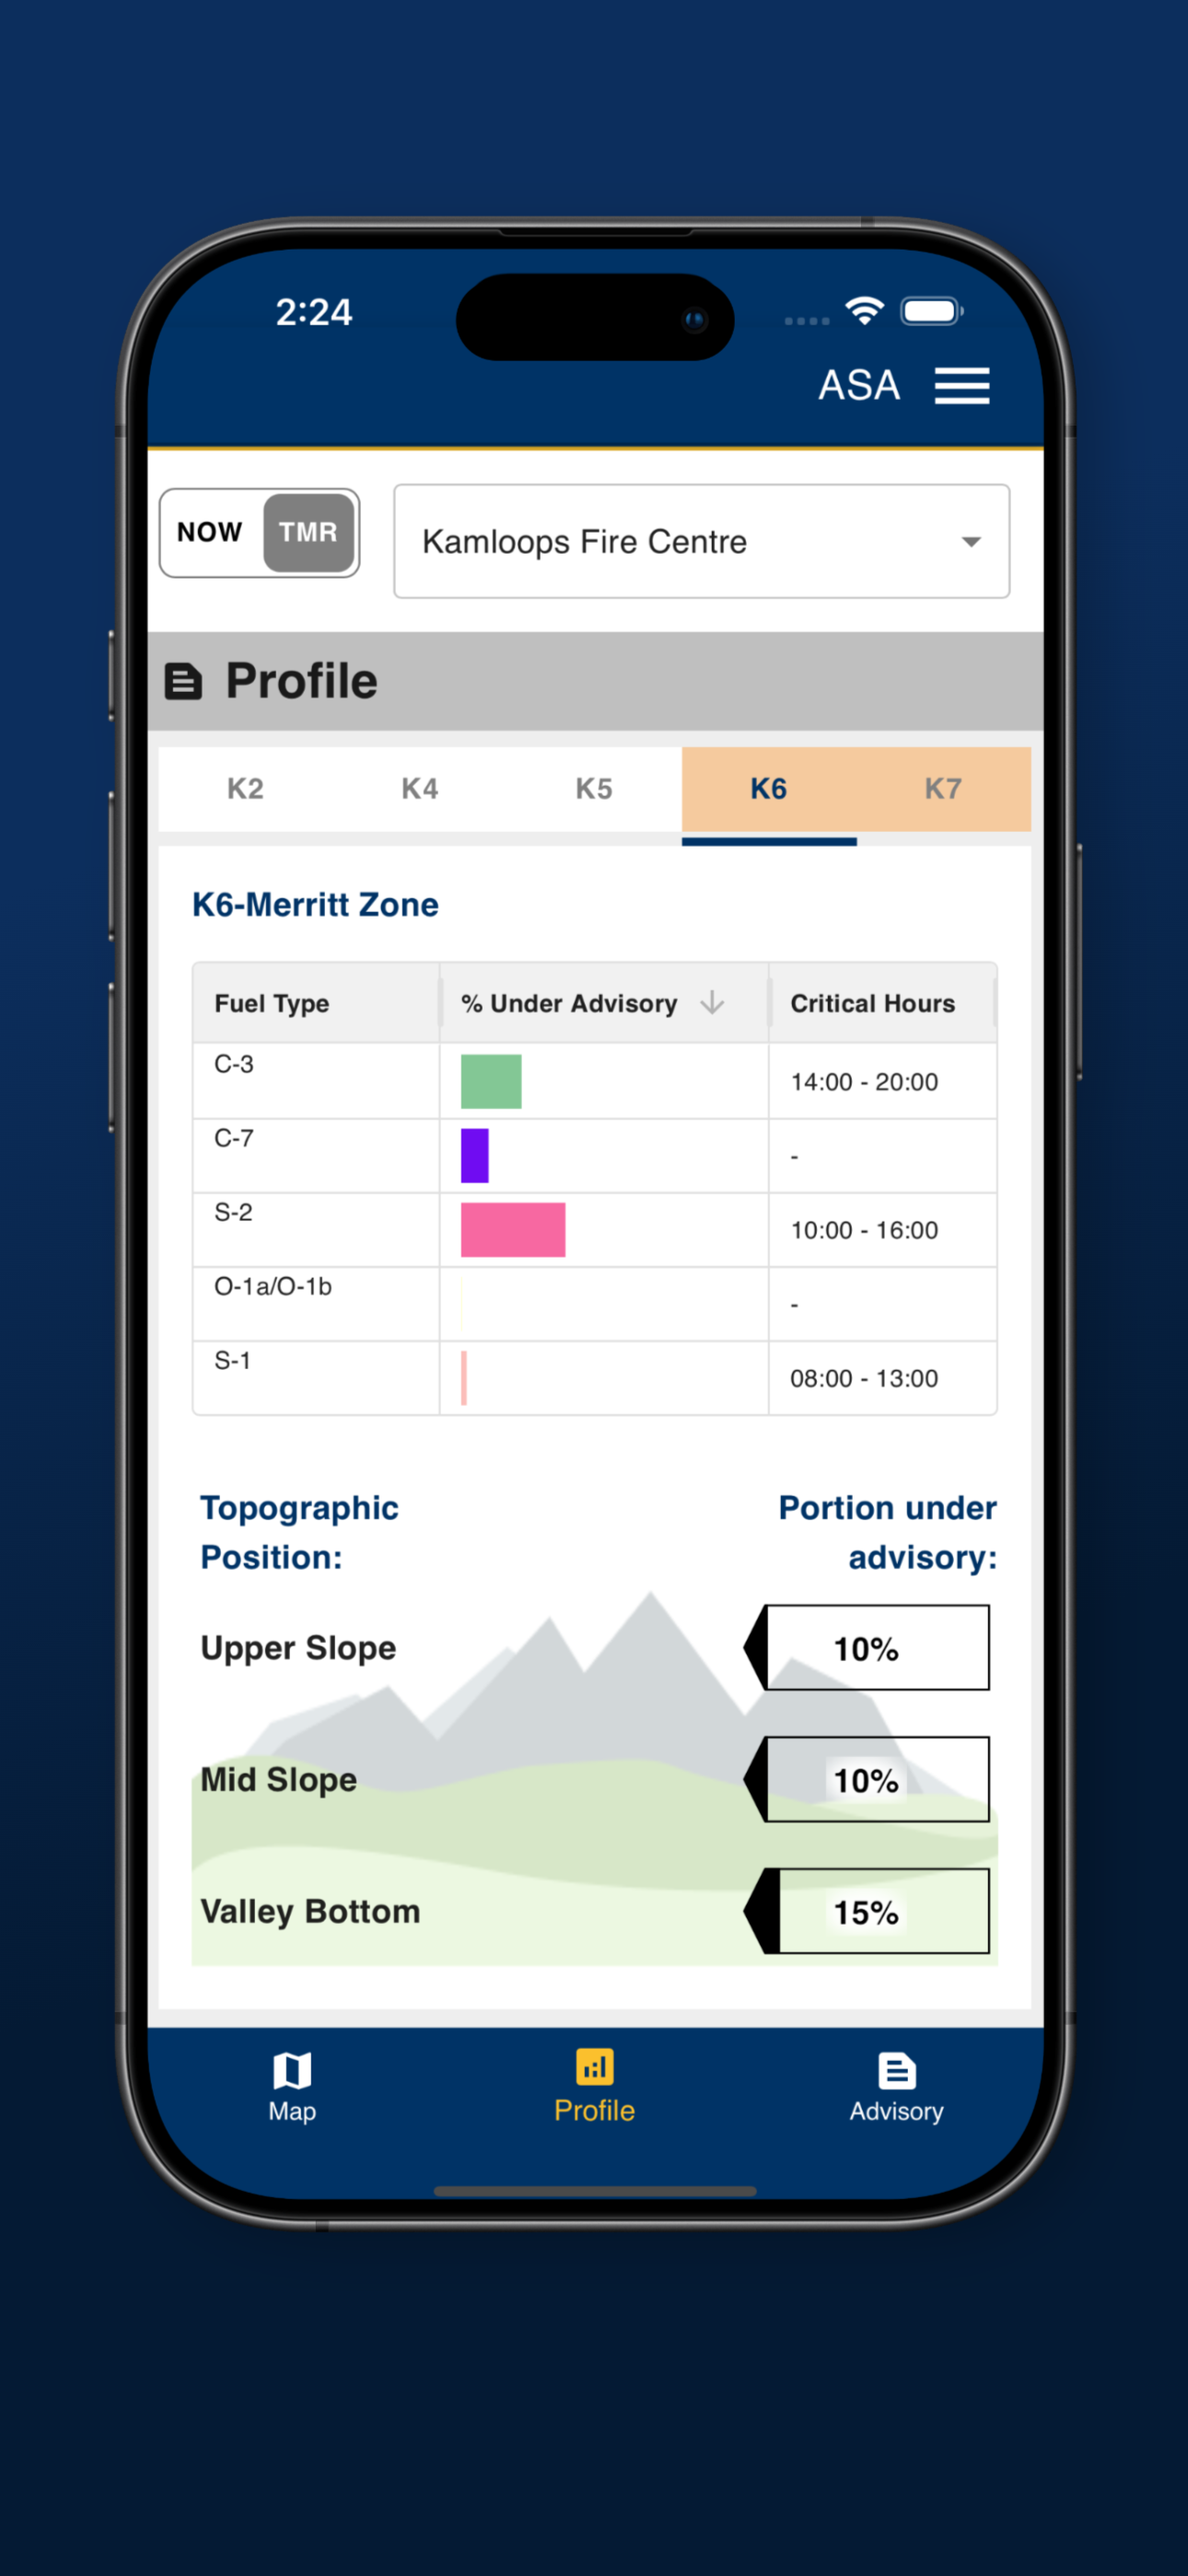 2:24
ASA
NOW TMR Kamloops Fire Centre
Profile
K2 K4 K5 K6 K7
K6-Merritt Zone
Fuel Type % Under Advisory Critical Hours
C-3 14:00 - 20:00
C-7 -
S-2 10:00 - 16:00
O-1a/O-1b -
S-1 08:00 - 13:00
Topographic Position:
Portion under advisory:
Upper Slope 10%
Mid Slope 10%
Valley Bottom 15%
Map Profile Advisory